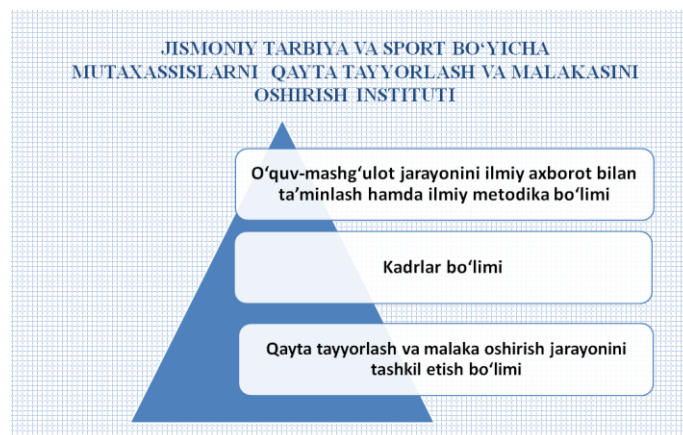 JISMONIY TARBIYA VA SPORT BO‘YICHA
MUTAXASSISLARNI QAYTA TAYYORLASH VA MALAKASINI
OSHIRISH INSTITUTI
O‘quv-mashg‘ulot jarayonini ilmiy axborot bilan
ta’minlash hamda ilmiy metodika bo‘limi
Kadrlar bo‘limi
Qayta tayyorlash va malaka oshirish jarayonini
tashkil etish bo‘limi